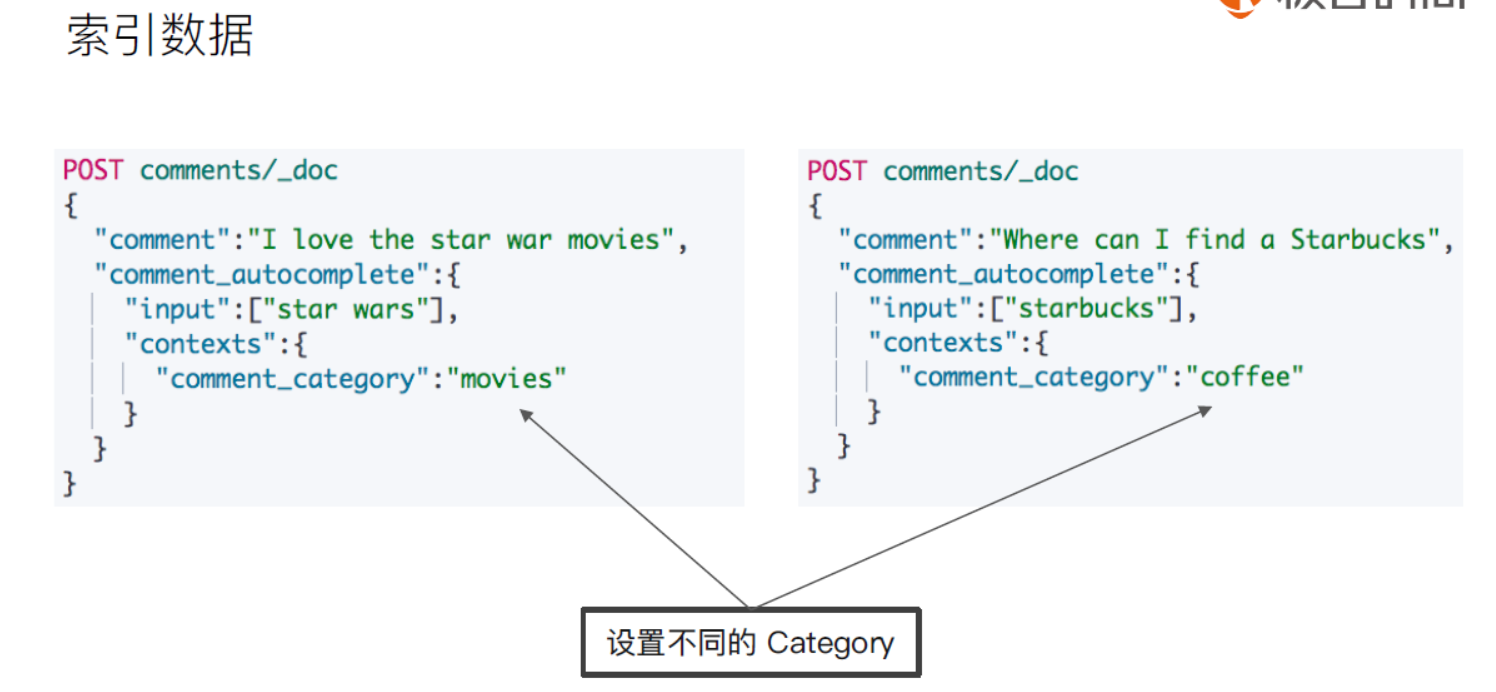 索引数据
POST comments/_doc
{
"comment":"I love the star war movies",
"comment_autocomplete":{
"input":["star wars"],
"contexts":{
"comment_category":"movies"
}
}
}
POST comments/_doc
{
"comment":"Where can I find a Starbucks",
"comment_autocomplete":{
"input":["starbucks"],
"contexts":{
"comment_category":"coffee"
}
}
}
设置不同的 Category